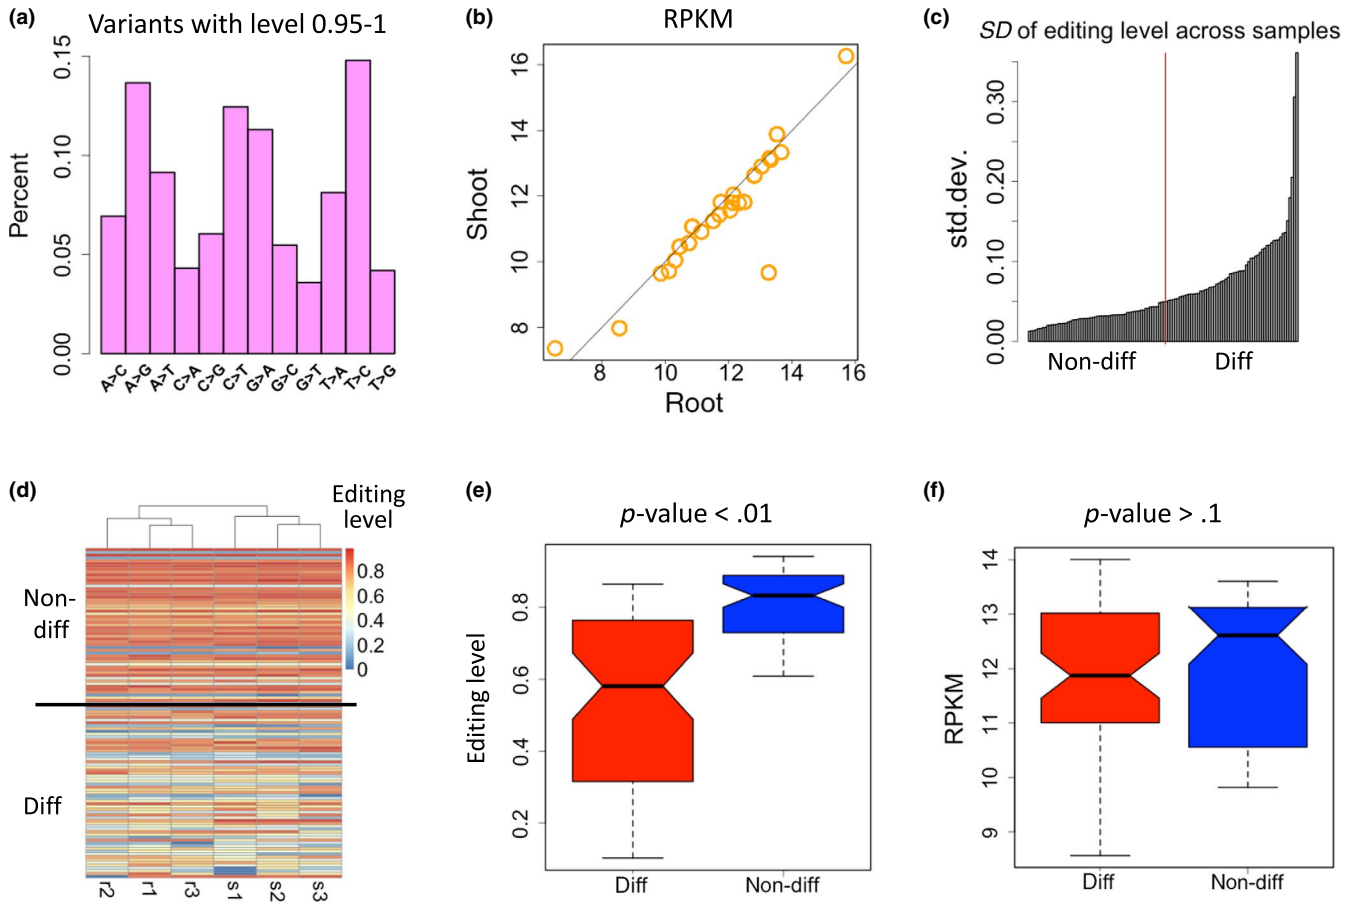 (a)
Variants with level 0.95-1
Percent
0.15
0.10
0.05
0.00
A>C
A>G
A>T
C>A
C>G
C>T
G>A
G>C
G>T
T>A
T>C
T>G
(b)
RPKM
Shoot
16
14
12
10
8
8
10
12
14
16
Root
(c)
SD of editing level across samples
std.dev.
0.30
0.20
0.10
0.00
Non-diff
Diff
(d)
Editing
level
0.8
0.6
0.4
0.2
0
Non-
diff
Diff
r2
r1
r3
s1
s2
s3
(e)
p-value < .01
Editing level
0.8
0.6
0.4
0.2
Diff
Non-diff
(f)
p-value > .1
RPKM
14
13
12
11
10
9
Diff
Non-diff